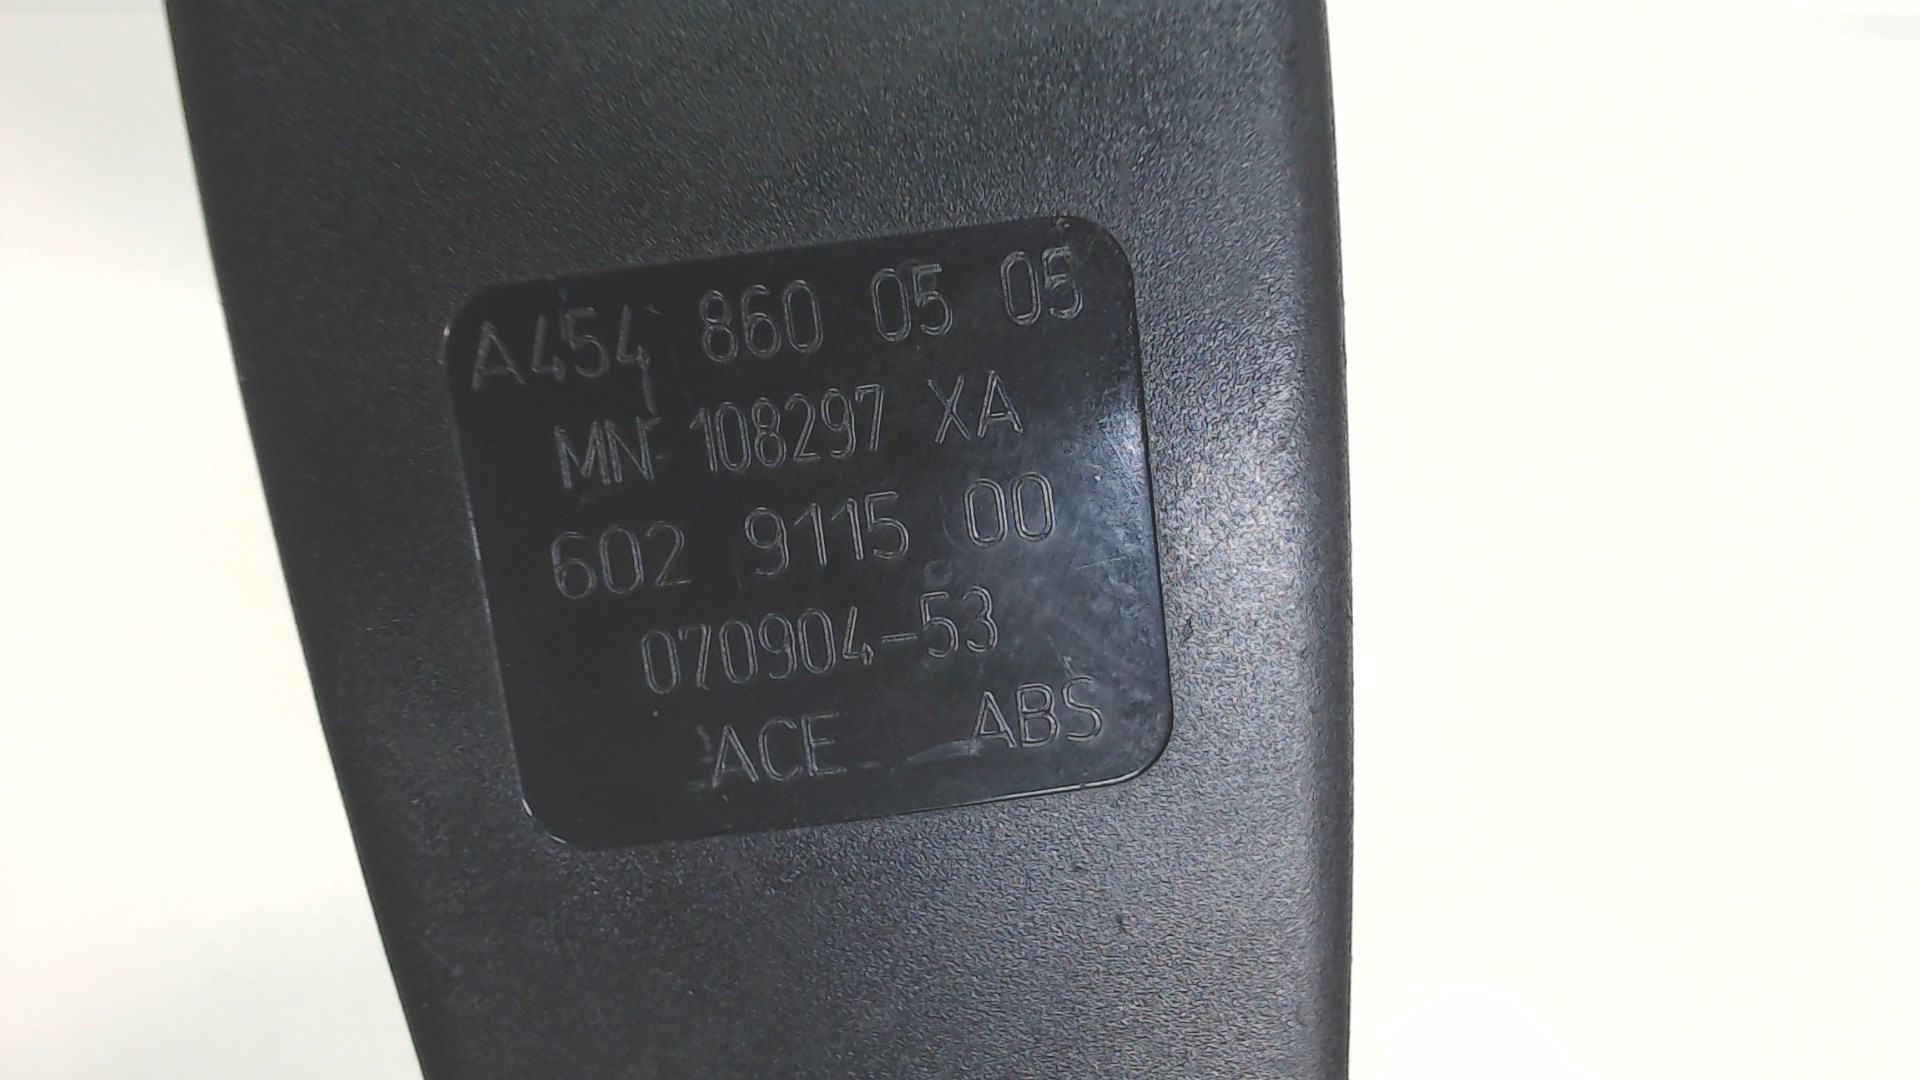 A454 860 05 05
MN 108297 XA
602 9115 00
070904-53
ACE ABS